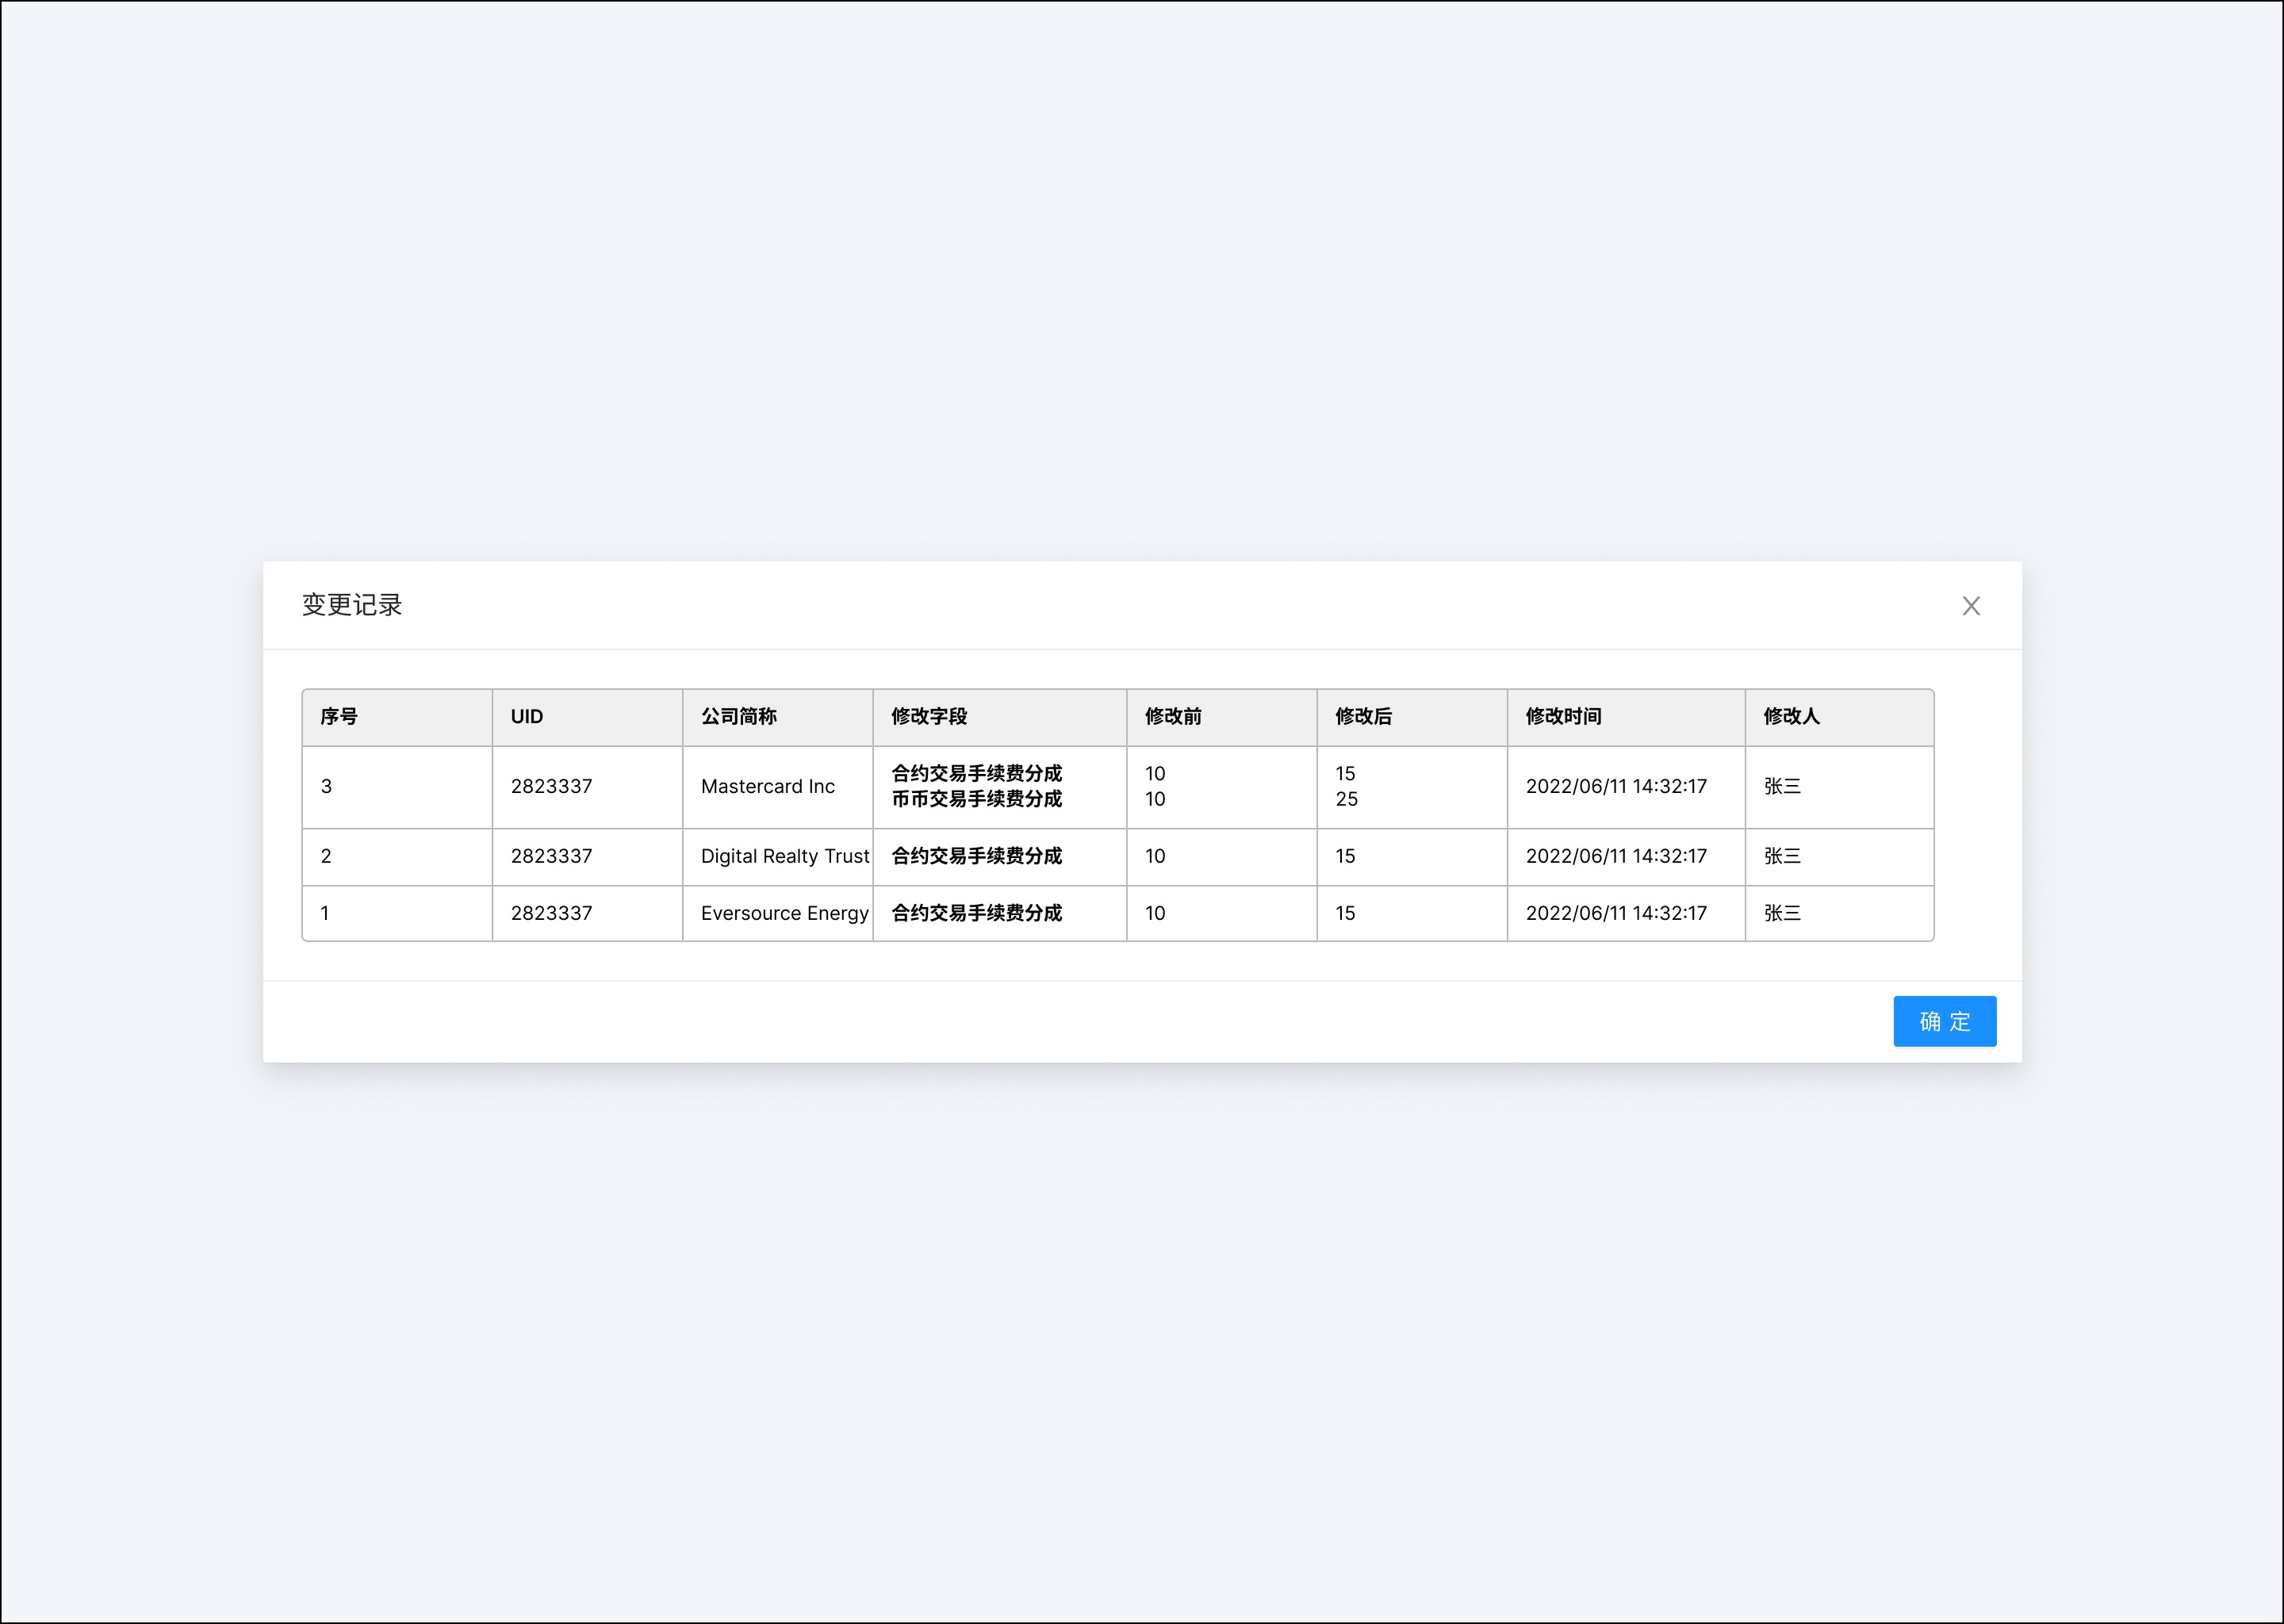 变更记录
序号 UID 公司简称 修改字段 修改前 修改后 修改时间 修改人
3 2823337 Mastercard Inc 合约交易手续费分成 10 15 2022/06/11 14:32:17 张三
币币交易手续费分成 10 25
2 2823337 Digital Realty Trust 合约交易手续费分成 10 15 2022/06/11 14:32:17 张三
1 2823337 Eversource Energy 合约交易手续费分成 10 15 2022/06/11 14:32:17 张三
确 定